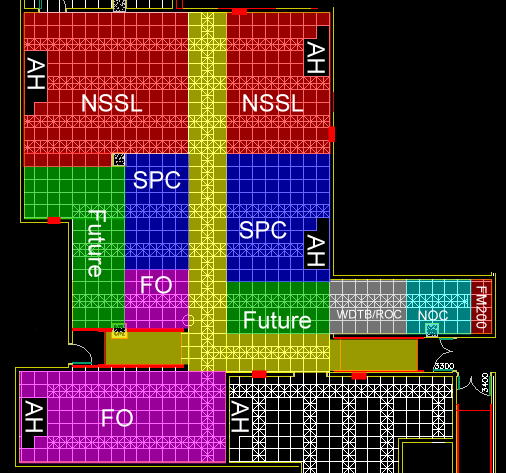 AH
AH
NSSL
NSSL
SPC
SPC
Future
AH
FO
Future
WDTB/ROC
NOC
FM200
3300
3400
AH
FO
AH